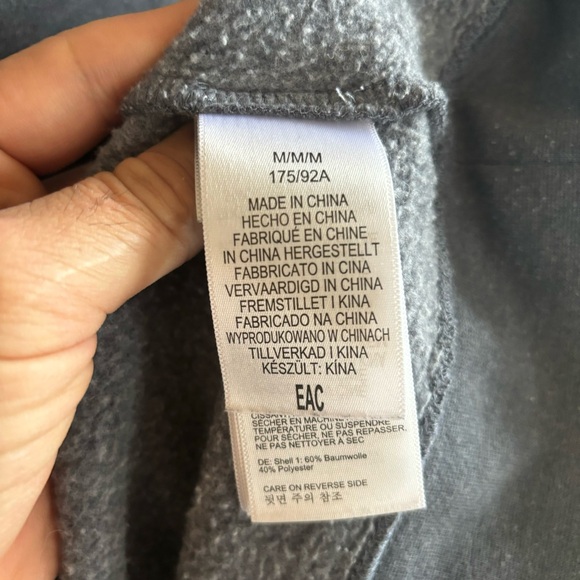 M/M/M
175/92A
MADE IN CHINA
HECHO EN CHINA
FABRIQUÉ EN CHINE
IN CHINA HERGESTELLT
FABBRICATO IN CINA
VERVAARDIGD IN CHINA
FREMSTILLET I KINA
FABRICADO NA CHINA
WYPRODUKOWANO W CHINACH
TILLVERKAD I KINA
KÉSZÜLT: KÍNA
EAC
SÉCHER EN MACHINE
TEMPÉRATURE OU SUSPENDRE
POUR SÉCHER, NE PAS REPASSER,
NE PAS NETTOYER A SEC
DE: Shell 1: 60% Baumwolle
40% Polyester
CARE ON REVERSE SIDE
뒷면 주의 참조